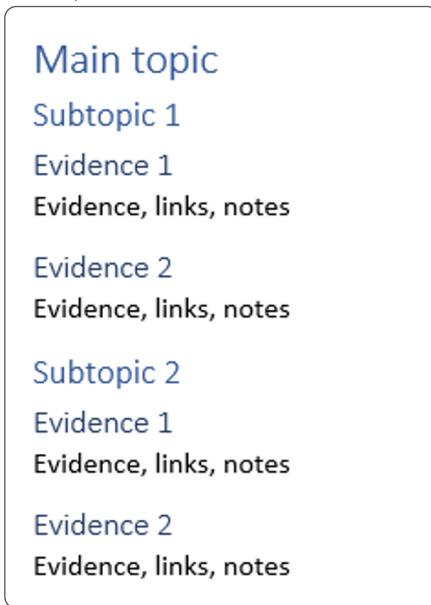 Main topic
Subtopic 1
Evidence 1
Evidence, links, notes
Evidence 2
Evidence, links, notes
Subtopic 2
Evidence 1
Evidence, links, notes
Evidence 2
Evidence, links, notes